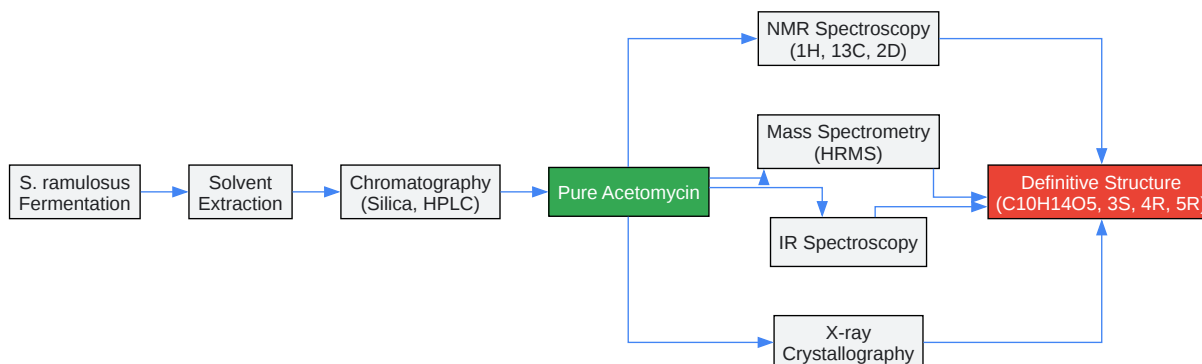 S. ramulosus
Fermentation
Solvent
Extraction
Chromatography
(Silica, HPLC)
Pure Acetomycin
NMR Spectroscopy
(1H, 13C, 2D)
Mass Spectrometry
(HRMS)
IR Spectroscopy
X-ray
Crystallography
Definitive Structure
(C10H14O5, 3S, 4R, 5R)